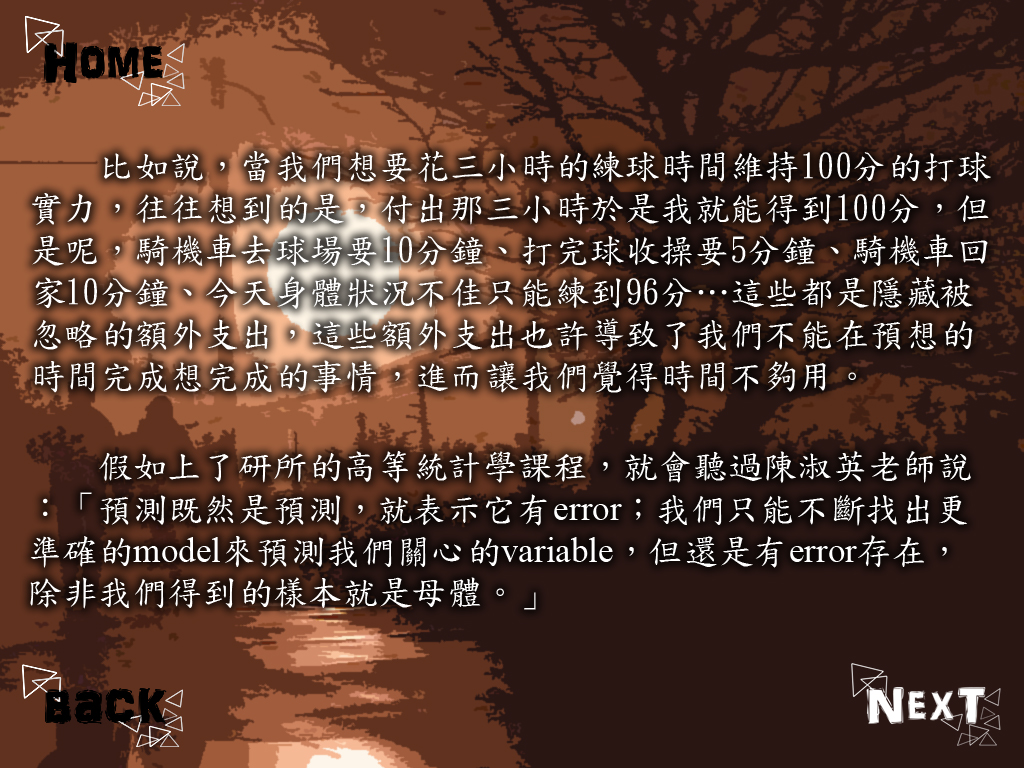 HOME
比如說，當我們想要花三小時的練球時間維持100分的打球
實力，往往想到的是，付出那三小時於是我就能得到100分，但
是呢，騎機車去球場要10分鐘、打完球收操要5分鐘、騎機車回
家10分鐘、今天身體狀況不佳只能練到96分…這些都是隱藏被
忽略的額外支出，這些額外支出也許導致了我們不能在預想的
時間完成想完成的事情，進而讓我們覺得時間不夠用。
假如上了研所的高等統計學課程，就會聽過陳淑英老師說
：「預測既然是預測，就表示它有error；我們只能不斷找出更
準確的model來預測我們關心的variable，但還是有error存在，
除非我們得到的樣本就是母體。」
BACK
NEXT